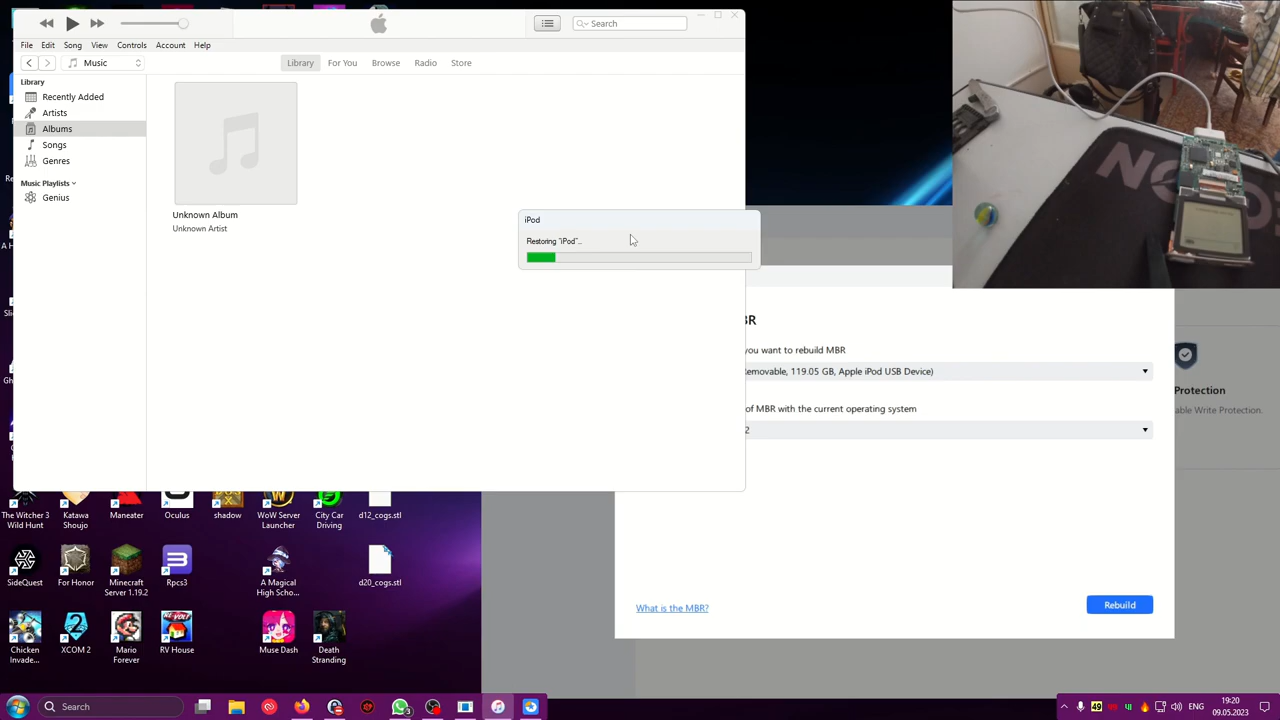 Search
File Edit Song View Controls Account Help
Music
Library For You Browse Radio Store
Library
Recently Added
Artists
Albums
Songs
Genres
Music Playlists
Genius
Unknown Album
Unknown Artist
iPod
Restoring "iPod"...
BR
you want to rebuild MBR
emovable, 119.05 GB, Apple iPod USB Device)
of MBR with the current operating system
2
What is the MBR?
Rebuild
Protection
able Write Protection.
The Witcher 3 Wild Hunt
Katawa Shoujo
Maneater
Oculus
shadow
WoW Server Launcher
City Car Driving
d12_cogs.stl
SideQuest
For Honor
Minecraft Server 1.19.2
Rpcs3
A Magical High Scho...
d20_cogs.stl
Chicken Invade...
XCOM 2
Mario Forever
RV House
Muse Dash
Death Stranding
Search
3
49
ENG
19:20
09.05.2023